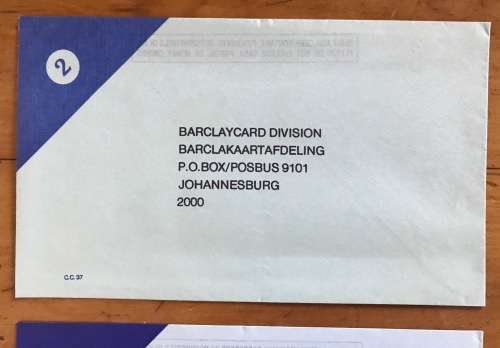 2
BARCLAYCARD DIVISION
BARCLAKAARTAFDELING
P.O.BOX/POSBUS 9101
JOHANNESBURG
2000
C.C. 37